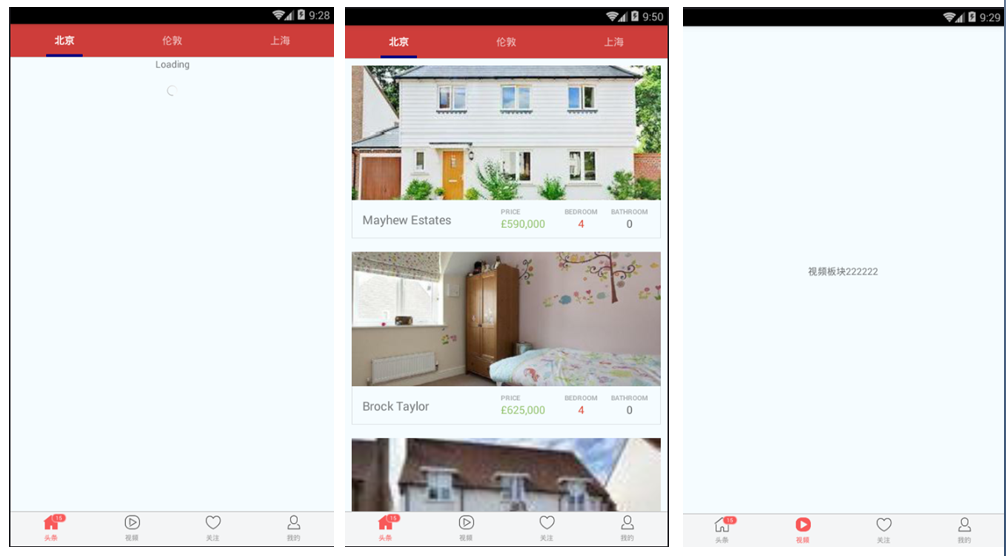 9:28
北京 伦敦 上海
Loading
15
头条 视频 关注 我的
9:50
北京 伦敦 上海
Mayhew Estates
PRICE BEDROOM BATHROOM
£590,000 4 0
Brock Taylor
PRICE BEDROOM BATHROOM
£625,000 4 0
15
头条 视频 关注 我的
9:29
视频板块222222
15
头条 视频 关注 我的